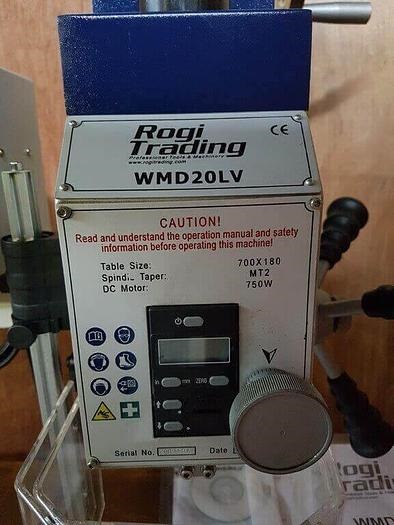 Rogi
Trading
Professional Tools & Machinery
www.rogitrading.com
CE
WMD20LV
CAUTION!
Read and understand the operation manual and safety
information before operating this machine!
Table Size: 700X180
Spindle Taper: MT2
DC Motor: 750W
in mm ZERO
Serial No. Date
Rogi
Trading
WMD